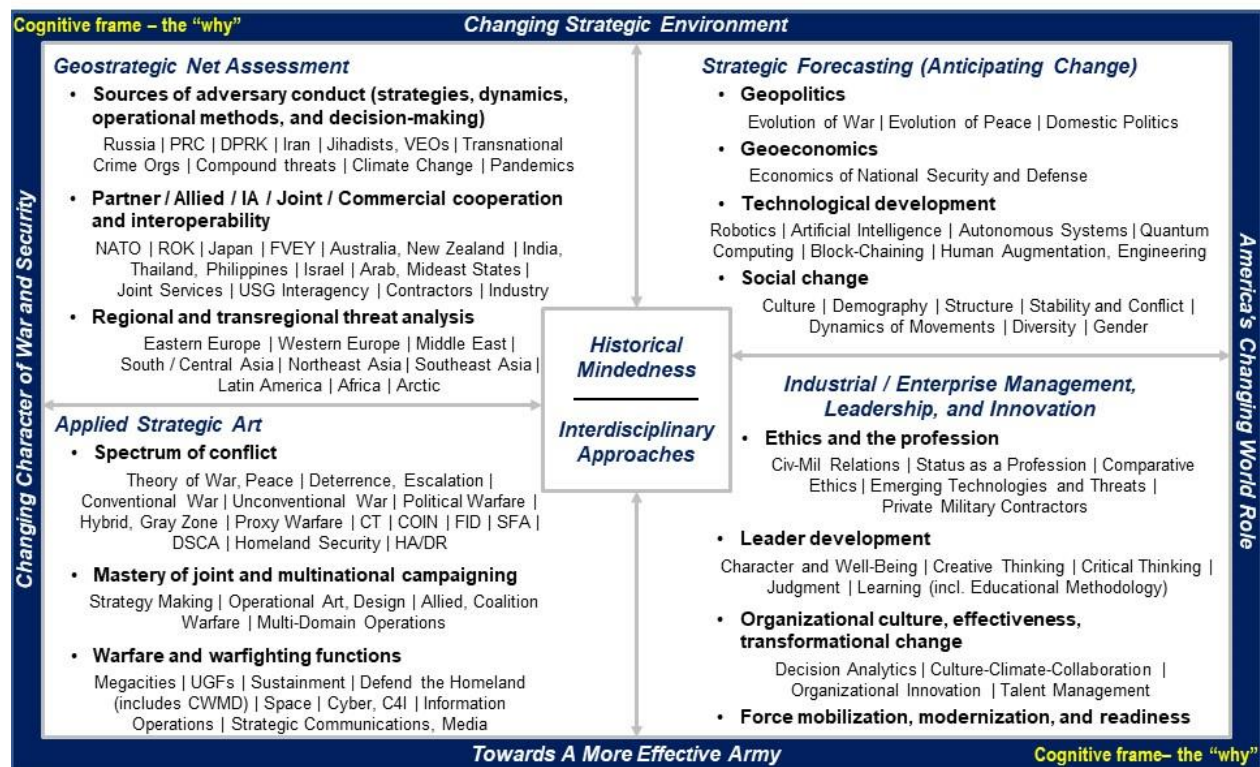 Cognitive frame – the “why”
Changing Strategic Environment
Changing Character of War and Security
Geostrategic Net Assessment
• Sources of adversary conduct (strategies, dynamics,
operational methods, and decision-making)
Russia | PRC | DPRK | Iran | Jihadists, VEOs | Transnational
Crime Orgs | Compound threats | Climate Change | Pandemics
• Partner / Allied / IA / Joint / Commercial cooperation
and interoperability
NATO | ROK | Japan | FVEY | Australia, New Zealand | India,
Thailand, Philippines | Israel | Arab, Mideast States |
Joint Services | USG Interagency | Contractors | Industry
• Regional and transregional threat analysis
Eastern Europe | Western Europe | Middle East |
South / Central Asia | Northeast Asia | Southeast Asia |
Latin America | Africa | Arctic
Strategic Forecasting (Anticipating Change)
• Geopolitics
Evolution of War | Evolution of Peace | Domestic Politics
• Geoeconomics
Economics of National Security and Defense
• Technological development
Robotics | Artificial Intelligence | Autonomous Systems | Quantum
Computing | Block-Chaining | Human Augmentation, Engineering
• Social change
Culture | Demography | Structure | Stability and Conflict |
Dynamics of Movements | Diversity | Gender
Historical
Mindedness
Interdisciplinary
Approaches
Applied Strategic Art
• Spectrum of conflict
Theory of War, Peace | Deterrence, Escalation |
Conventional War | Unconventional War | Political Warfare |
Hybrid, Gray Zone | Proxy Warfare | CT | COIN | FID | SFA |
DSCA | Homeland Security | HA/DR
• Mastery of joint and multinational campaigning
Strategy Making | Operational Art, Design | Allied, Coalition
Warfare | Multi-Domain Operations
• Warfare and warfighting functions
Megacities | UGFs | Sustainment | Defend the Homeland
(includes CWMD) | Space | Cyber, C4I | Information
Operations | Strategic Communications, Media
Industrial / Enterprise Management,
Leadership, and Innovation
• Ethics and the profession
Civ-Mil Relations | Status as a Profession | Comparative
Ethics | Emerging Technologies and Threats |
Private Military Contractors
• Leader development
Character and Well-Being | Creative Thinking | Critical Thinking |
Judgment | Learning (incl. Educational Methodology)
• Organizational culture, effectiveness,
transformational change
Decision Analytics | Culture-Climate-Collaboration |
Organizational Innovation | Talent Management
• Force mobilization, modernization, and readiness
America’s Changing World Role
Towards A More Effective Army
Cognitive frame– the “why”